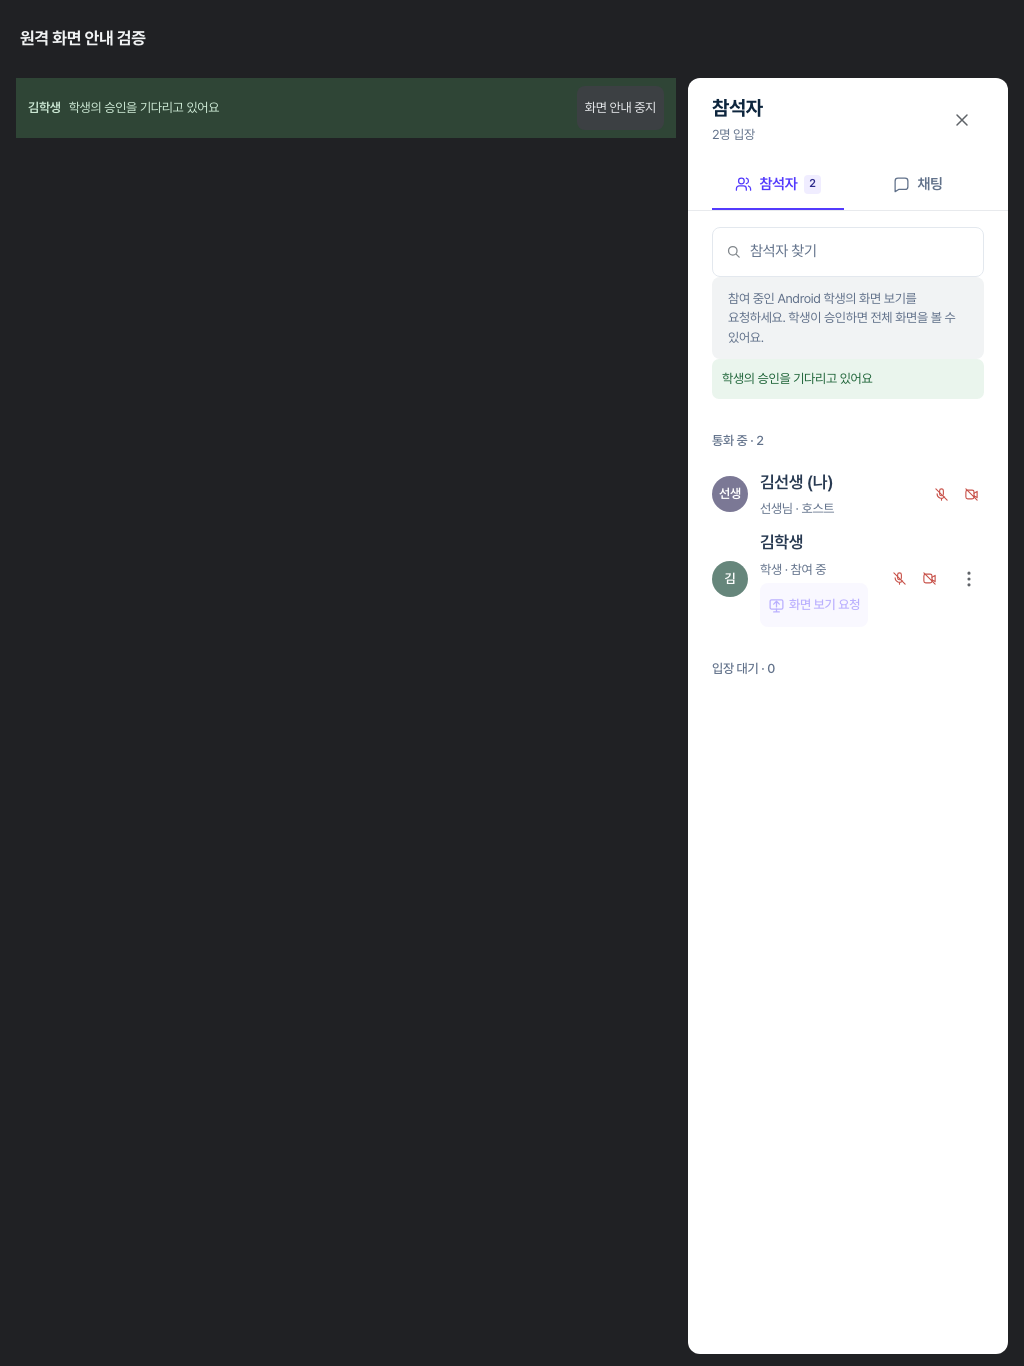 원격 화면 안내 검증
김학생 학생의 승인을 기다리고 있어요
화면 안내 중지
참석자
2명 입장
참석자 2
채팅
참석자 찾기
참여 중인 Android 학생의 화면 보기를
요청하세요. 학생이 승인하면 전체 화면을 볼 수
있어요.
학생의 승인을 기다리고 있어요
통화 중 · 2
선생
김선생 (나)
선생님 · 호스트
김
김학생
학생 · 참여 중
화면 보기 요청
입장 대기 · 0